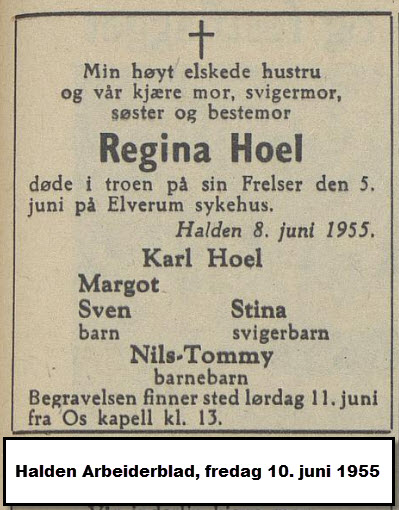 Min høyt elskede hustru
og vår kjære mor, svigermor,
søster og bestemor
Regina Hoel
døde i troen på sin Frelser den 5.
juni på Elverum sykehus.
Halden 8. juni 1955.
Karl Hoel
Margot
Sven Stina
barn svigerbarn
Nils-Tommy
barnebarn
Begravelsen finner sted lørdag 11. juni
fra Os kapell kl. 13.
Halden Arbeiderblad, fredag 10. juni 1955